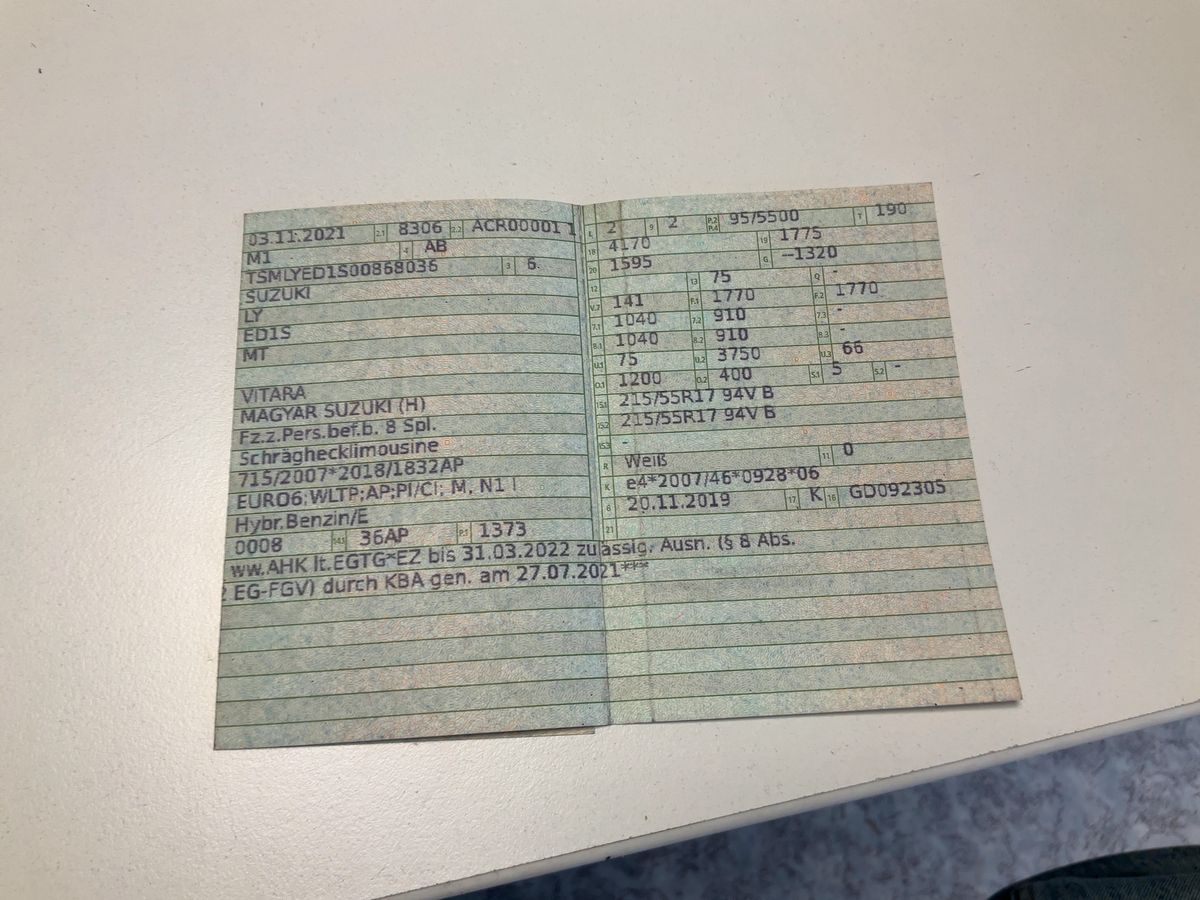 03.11.2021 2.1 8306 2.2 ACR00001 1
M1 4 AB
TSMLYED1S00868036 3 6
SUZUKI
LY
ED1S
MT
VITARA
MAGYAR SUZUKI (H)
Fz.z.Pers.bef.b. 8 Spl.
Schräghecklimousine
715/2007*2018/1832AP
EURO6;WLTP;AP;PI/CI; M, N1 I
Hybr.Benzin/E
0008 14.1 36AP P.1 1373
ww.AHK lt.EGTG*EZ bis 31.03.2022 zulässig. Ausn. (§ 8 Abs.
2 EG-FGV) durch KBA gen. am 27.07.2021***
L 2 9 2 P.2 P.4 95/5500 T 190
18 4170 19 1775
20 1595 G --1320
12 13 75 Q -
V.7 141 F.1 1770 F.2 1770
7.1 1040 7.2 910 7.3 -
8.1 1040 8.2 910 8.3 -
U.1 75 U.2 3750 U.3 66
O.1 1200 O.2 400 S.1 5 S.2 -
15.1 215/55R17 94V B
15.2 215/55R17 94V B
15.3 -
R Weiß 11 0
K e4*2007/46*0928*06
6 20.11.2019 17 K 16 GD092305
21